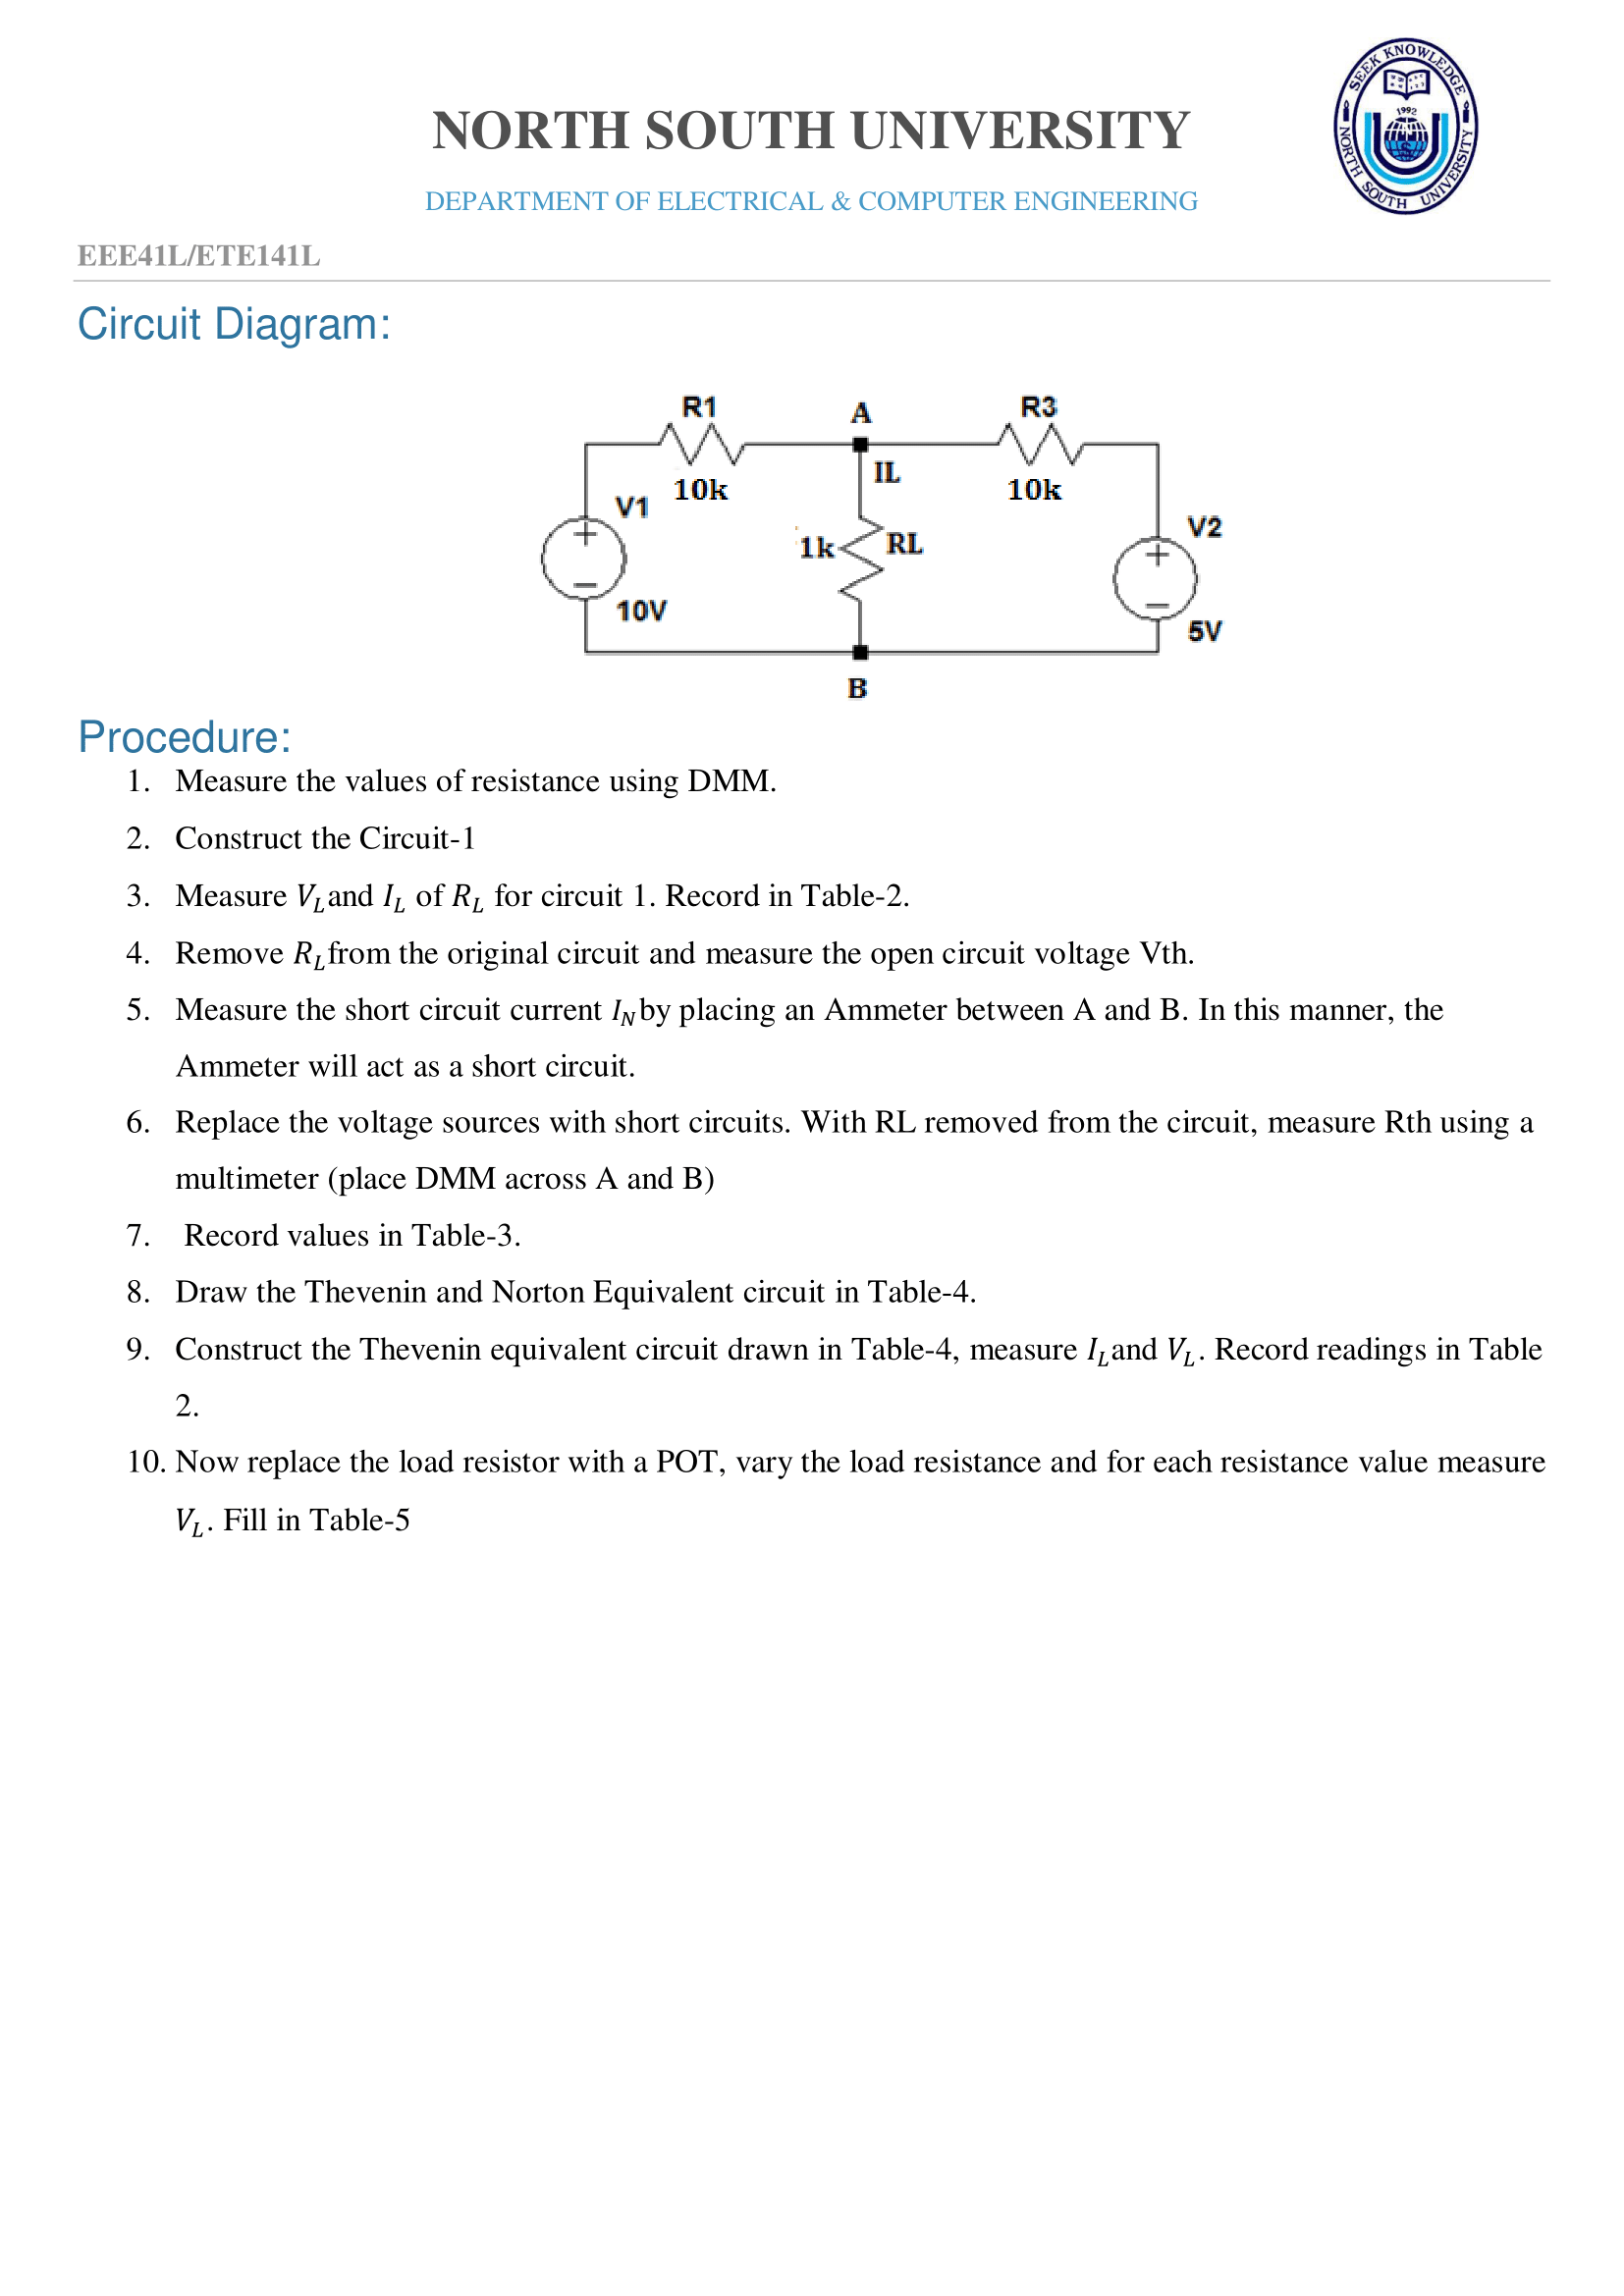 SEEK KNOWLEDGE
1992
NORTH SOUTH UNIVERSITY
NORTH SOUTH UNIVERSITY
DEPARTMENT OF ELECTRICAL & COMPUTER ENGINEERING
EEE41L/ETE141L
Circuit Diagram:
R1
A
R3
IL
10k
10k
V1
V2
1k
RL
10V
5V
B
Procedure:
1. Measure the values of resistance using DMM.
2. Construct the Circuit-1
3. Measure V_L and I_L of R_L for circuit 1. Record in Table-2.
4. Remove R_L from the original circuit and measure the open circuit voltage Vth.
5. Measure the short circuit current I_N by placing an Ammeter between A and B. In this manner, the
Ammeter will act as a short circuit.
6. Replace the voltage sources with short circuits. With RL removed from the circuit, measure Rth using a
multimeter (place DMM across A and B)
7. Record values in Table-3.
8. Draw the Thevenin and Norton Equivalent circuit in Table-4.
9. Construct the Thevenin equivalent circuit drawn in Table-4, measure I_L and V_L. Record readings in Table
2.
10. Now replace the load resistor with a POT, vary the load resistance and for each resistance value measure
V_L. Fill in Table-5